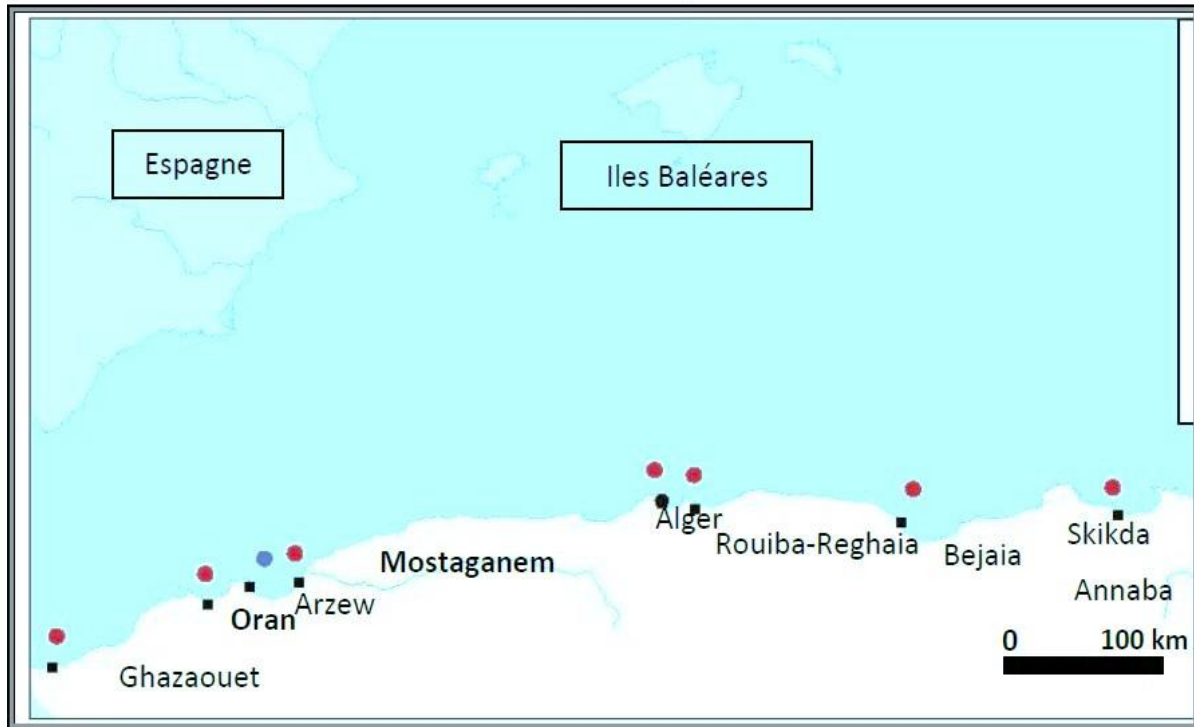 Espagne
Iles Baléares
Alger
Rouiba-Reghaia
Bejaia
Skikda
Mostaganem
Annaba
Arzew
Oran
Ghazaouet
0 100 km